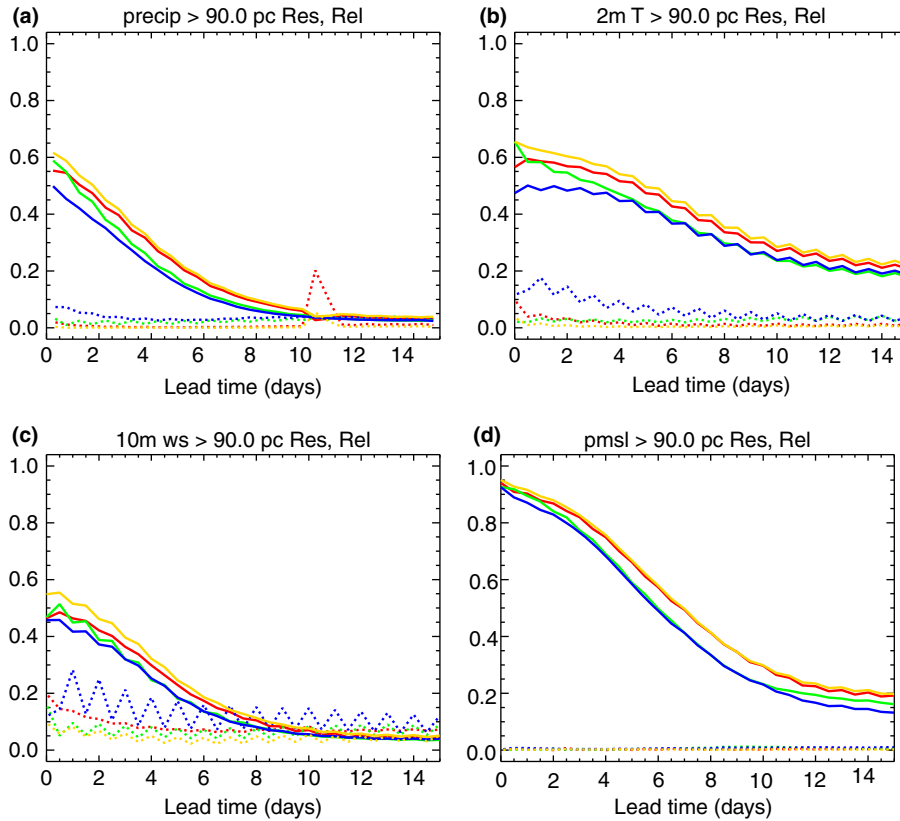 (a) precip > 90.0 pc Res, Rel
1.0
0.8
0.6
0.4
0.2
0.0
0 2 4 6 8 10 12 14
Lead time (days)
(b) 2m T > 90.0 pc Res, Rel
1.0
0.8
0.6
0.4
0.2
0.0
0 2 4 6 8 10 12 14
Lead time (days)
(c) 10m ws > 90.0 pc Res, Rel
1.0
0.8
0.6
0.4
0.2
0.0
0 2 4 6 8 10 12 14
Lead time (days)
(d) pmsl > 90.0 pc Res, Rel
1.0
0.8
0.6
0.4
0.2
0.0
0 2 4 6 8 10 12 14
Lead time (days)